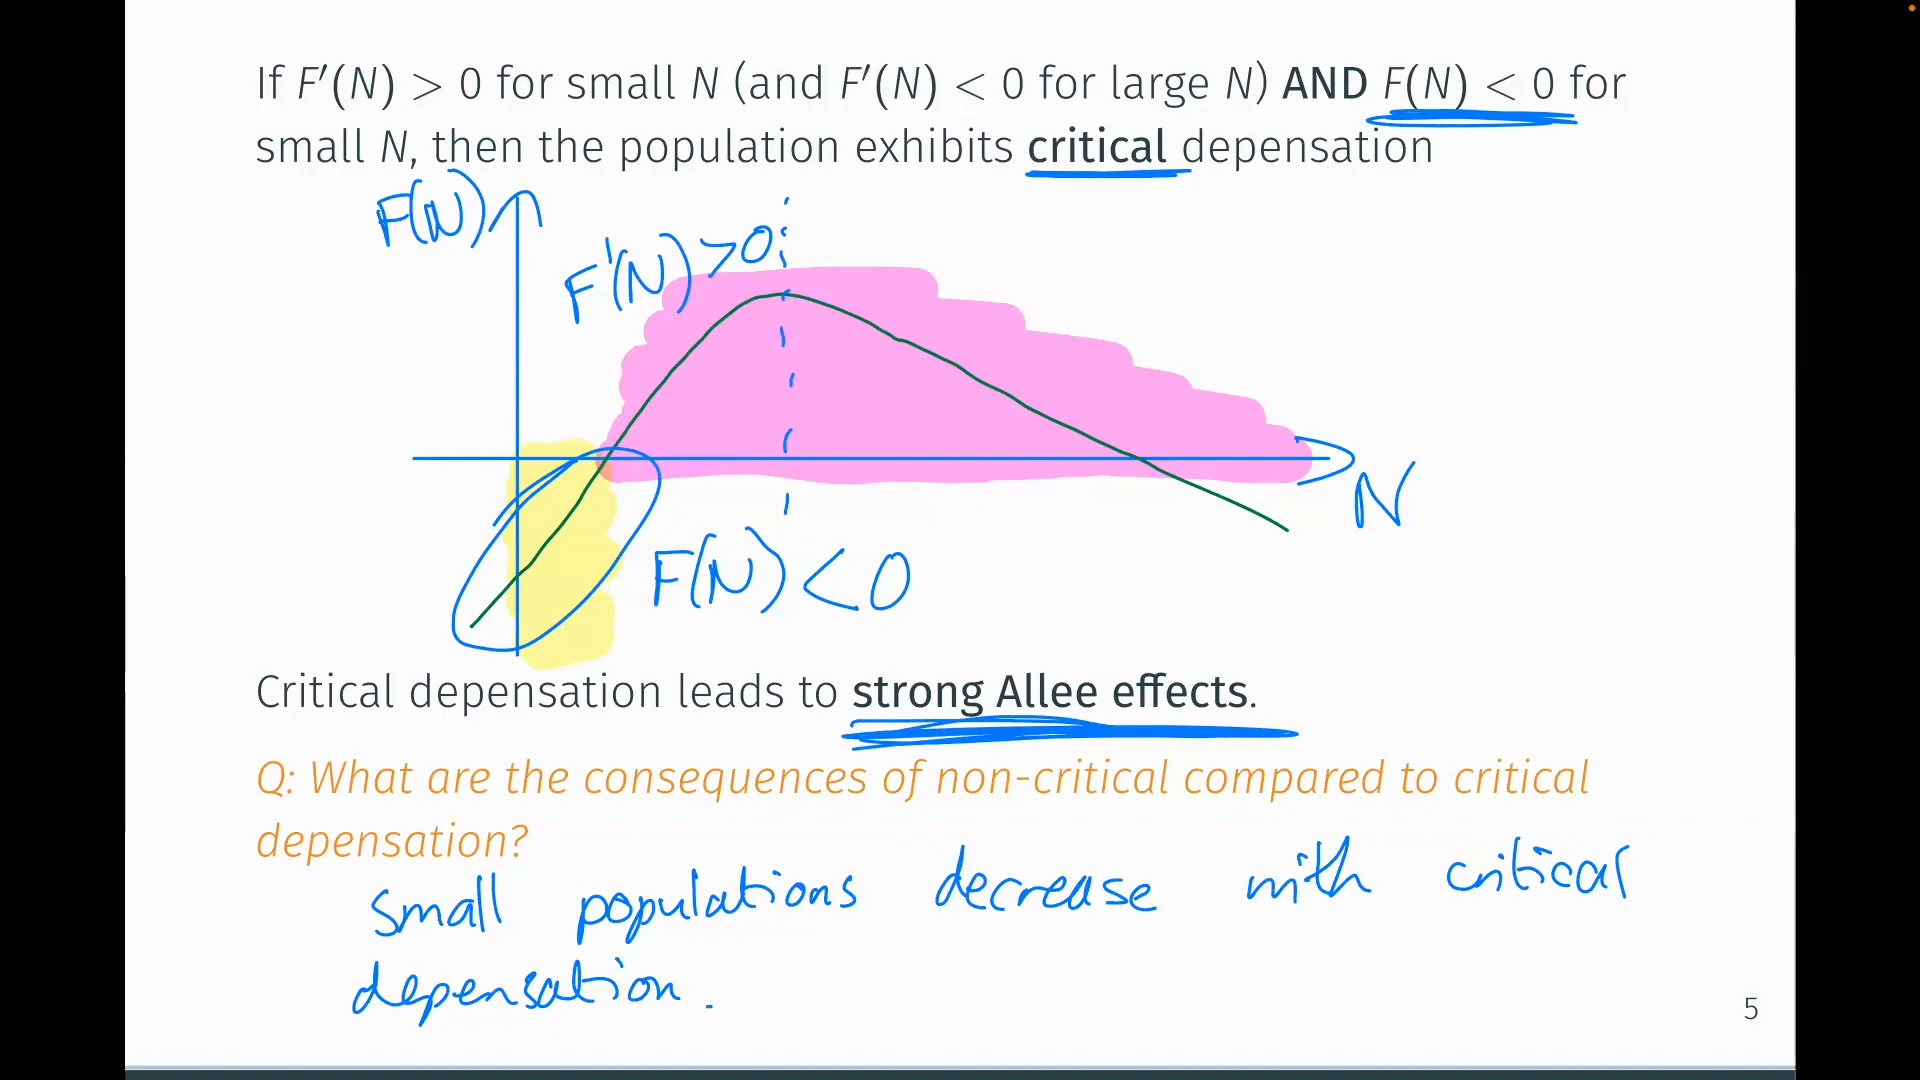 If F′(N) > 0 for small N (and F′(N) < 0 for large N) AND F(N) < 0 for
small N, then the population exhibits critical depensation
F(N)
F'(N) >0
N
F(N) <0
Critical depensation leads to strong Allee effects.
Q: What are the consequences of non-critical compared to critical
depensation?
small populations decrease with critical
depensation.
5